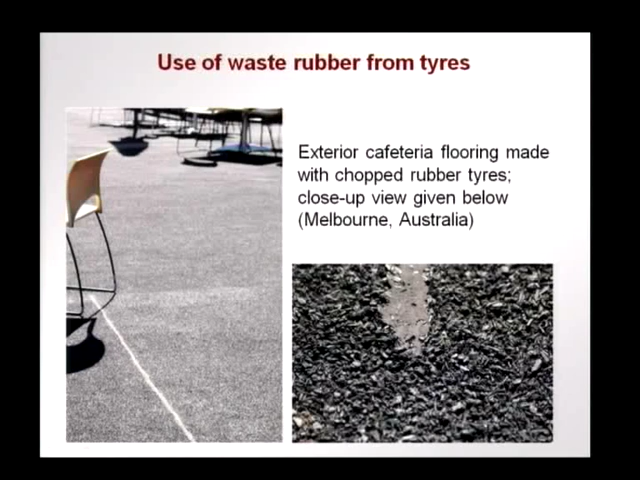 Use of waste rubber from tyres
Exterior cafeteria flooring made
with chopped rubber tyres;
close-up view given below
(Melbourne, Australia)